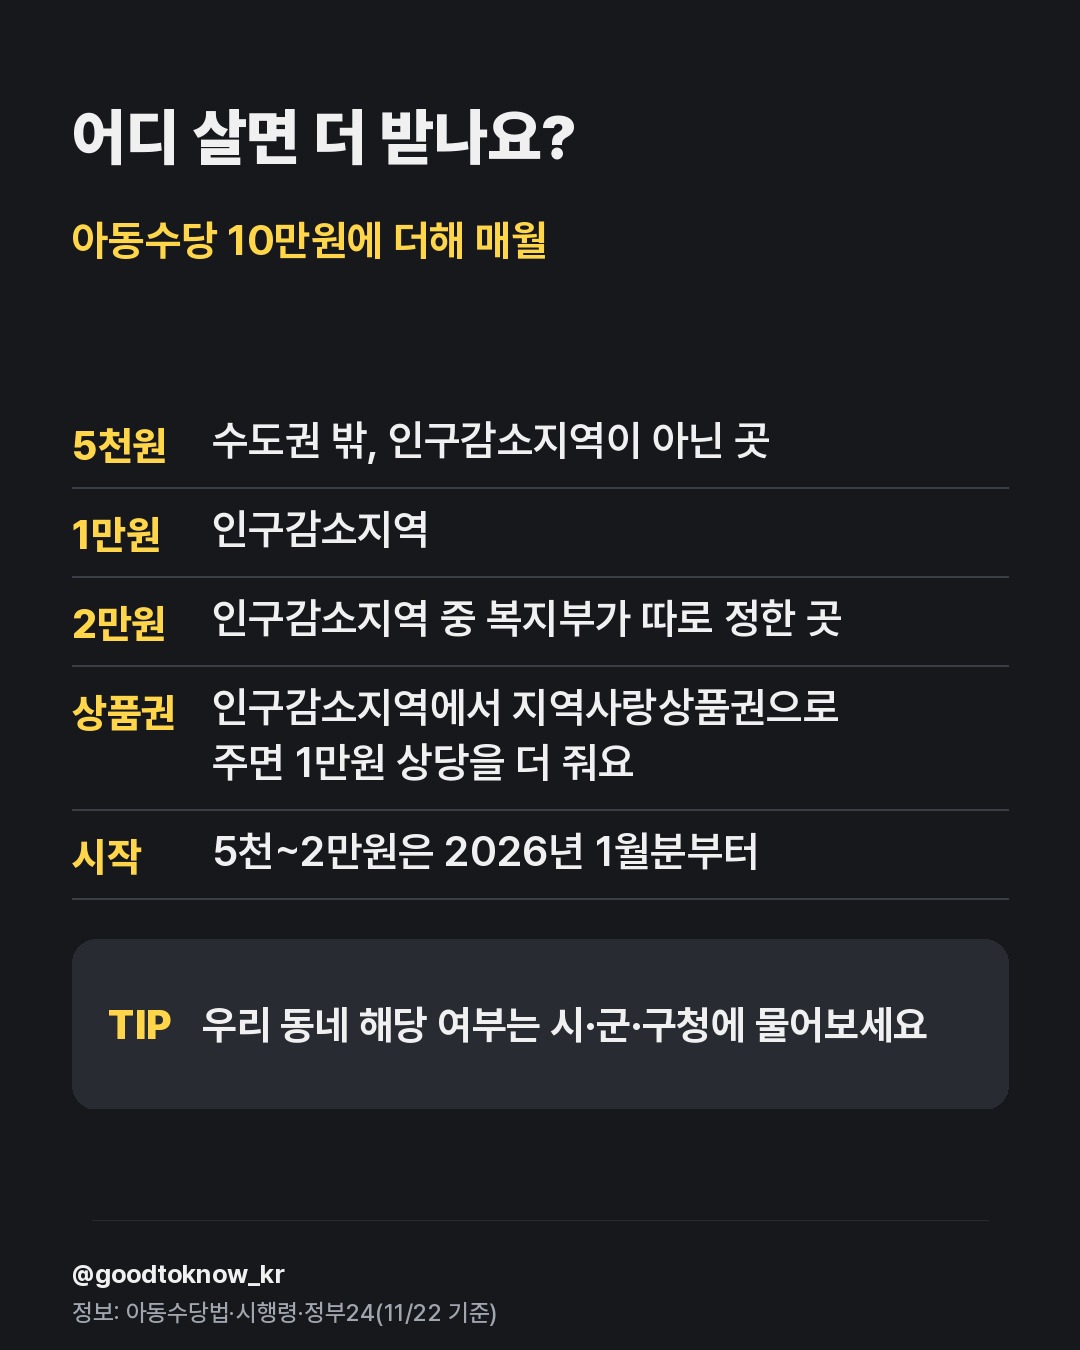 어디 살면 더 받나요?
아동수당 10만원에 더해 매월
5천원 수도권 밖, 인구감소지역이 아닌 곳
1만원 인구감소지역
2만원 인구감소지역 중 복지부가 따로 정한 곳
상품권 인구감소지역에서 지역사랑상품권으로
주면 1만원 상당을 더 줘요
시작 5천~2만원은 2026년 1월분부터
TIP 우리 동네 해당 여부는 시·군·구청에 물어보세요
@goodtoknow_kr
정보: 아동수당법·시행령·정부24(11/22 기준)